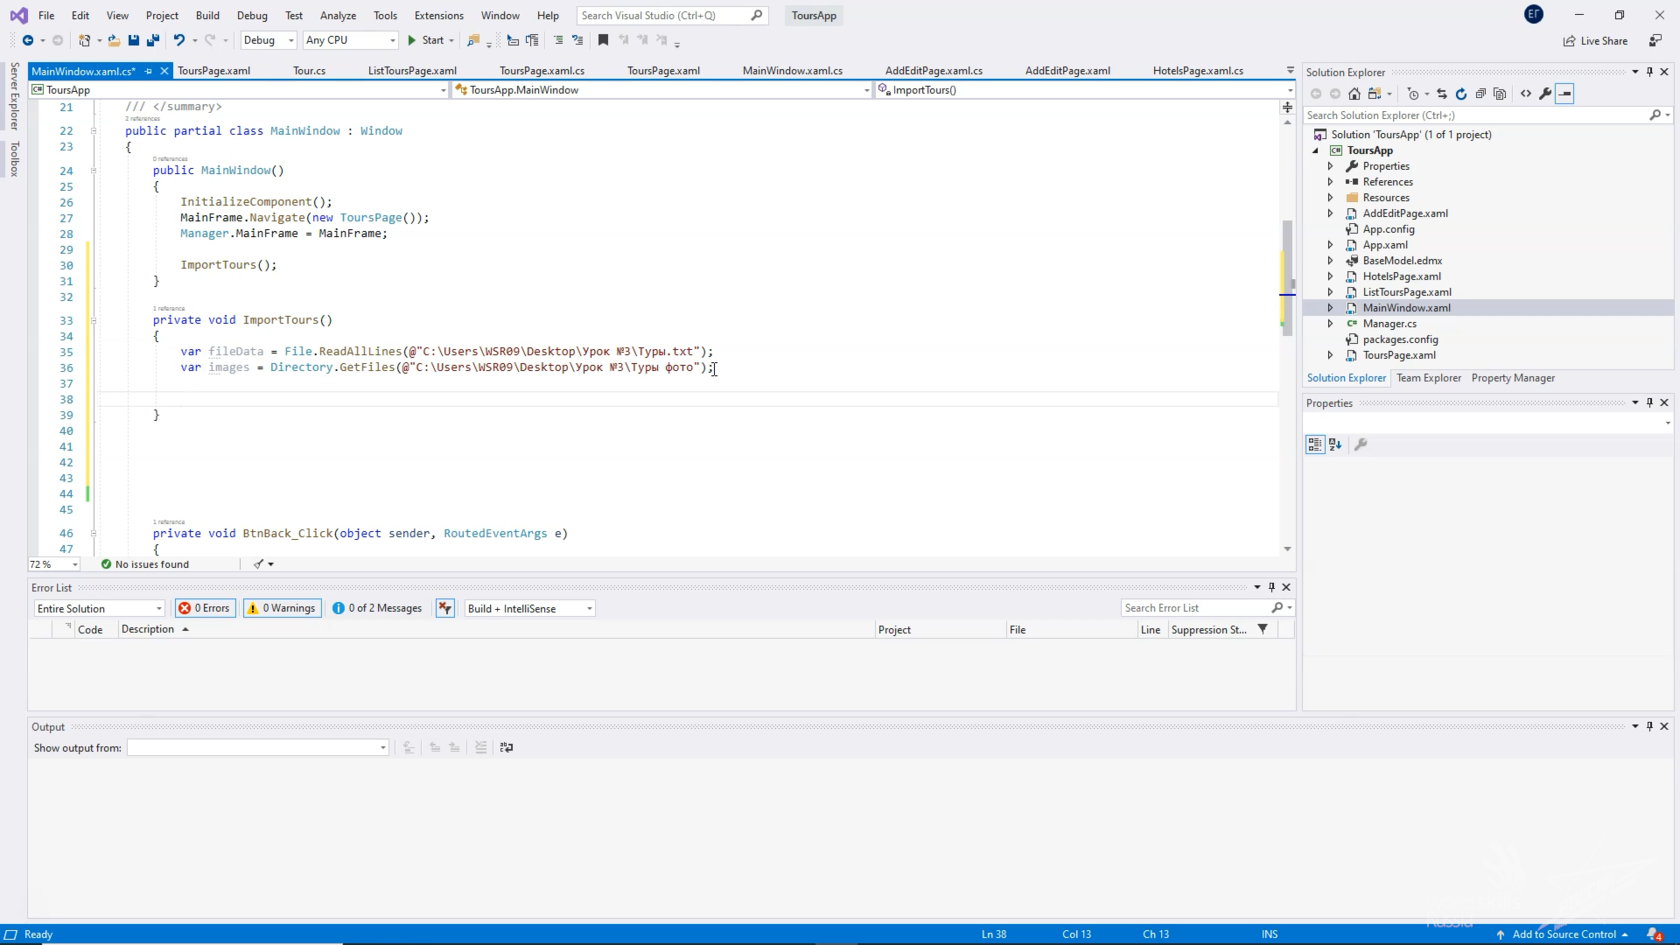 File Edit View Project Build Debug Test Analyze Tools Extensions Window Help Search Visual Studio (Ctrl+Q) ToursApp ЕГ
Debug Any CPU Start Live Share
MainWindow.xaml.cs* ToursPage.xaml Tour.cs ListToursPage.xaml ToursPage.xaml.cs ToursPage.xaml MainWindow.xaml.cs AddEditPage.xaml.cs AddEditPage.xaml HotelsPage.xaml.cs
ToursApp ToursApp.MainWindow ImportTours()
Server Explorer
Toolbox
21 /// </summary>
2 references
22 public partial class MainWindow : Window
23 {
0 references
24 public MainWindow()
25 {
26 InitializeComponent();
27 MainFrame.Navigate(new ToursPage());
28 Manager.MainFrame = MainFrame;
29
30 ImportTours();
31 }
32
1 reference
33 private void ImportTours()
34 {
35 var fileData = File.ReadAllLines(@"C:\Users\WSR09\Desktop\Урок №3\Туры.txt");
36 var images = Directory.GetFiles(@"C:\Users\WSR09\Desktop\Урок №3\Туры фото");
37
38
39 }
40
41
42
43
44
45
1 reference
46 private void BtnBack_Click(object sender, RoutedEventArgs e)
47 {
72 % No issues found
Error List
Entire Solution 0 Errors 0 Warnings 0 of 2 Messages Build + IntelliSense Search Error List
Code Description Project File Line Suppression St...
Output
Show output from:
Solution Explorer
Search Solution Explorer (Ctrl+;)
Solution 'ToursApp' (1 of 1 project)
ToursApp
Properties
References
Resources
AddEditPage.xaml
App.config
App.xaml
BaseModel.edmx
HotelsPage.xaml
ListToursPage.xaml
MainWindow.xaml
Manager.cs
packages.config
ToursPage.xaml
Solution Explorer Team Explorer Property Manager
Properties
Ready Ln 38 Col 13 Ch 13 INS Add to Source Control 4
Russia